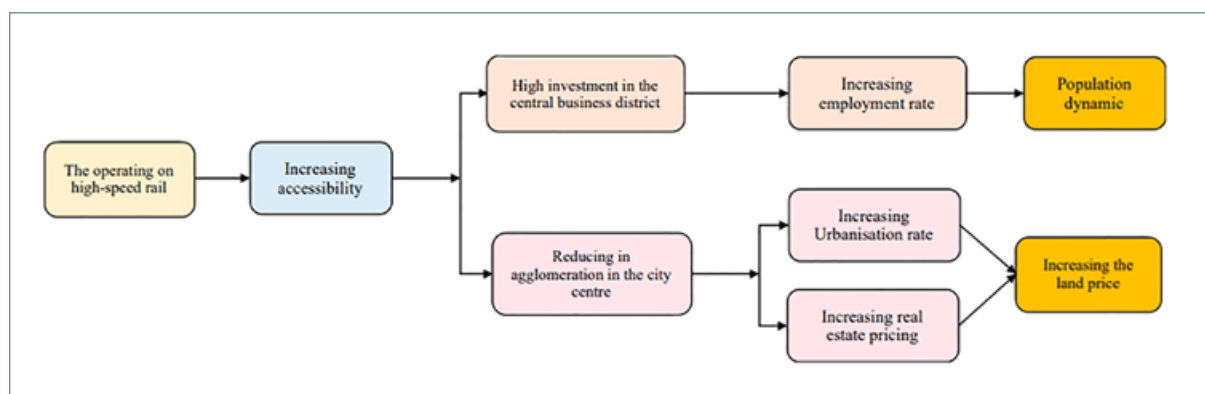 The operating on
high-speed rail
Increasing
accessibility
High investment in the
central business district
Increasing
employment rate
Population
dynamic
Reducing in
agglomeration in the city
centre
Increasing
Urbanisation rate
Increasing real
estate pricing
Increasing the
land price